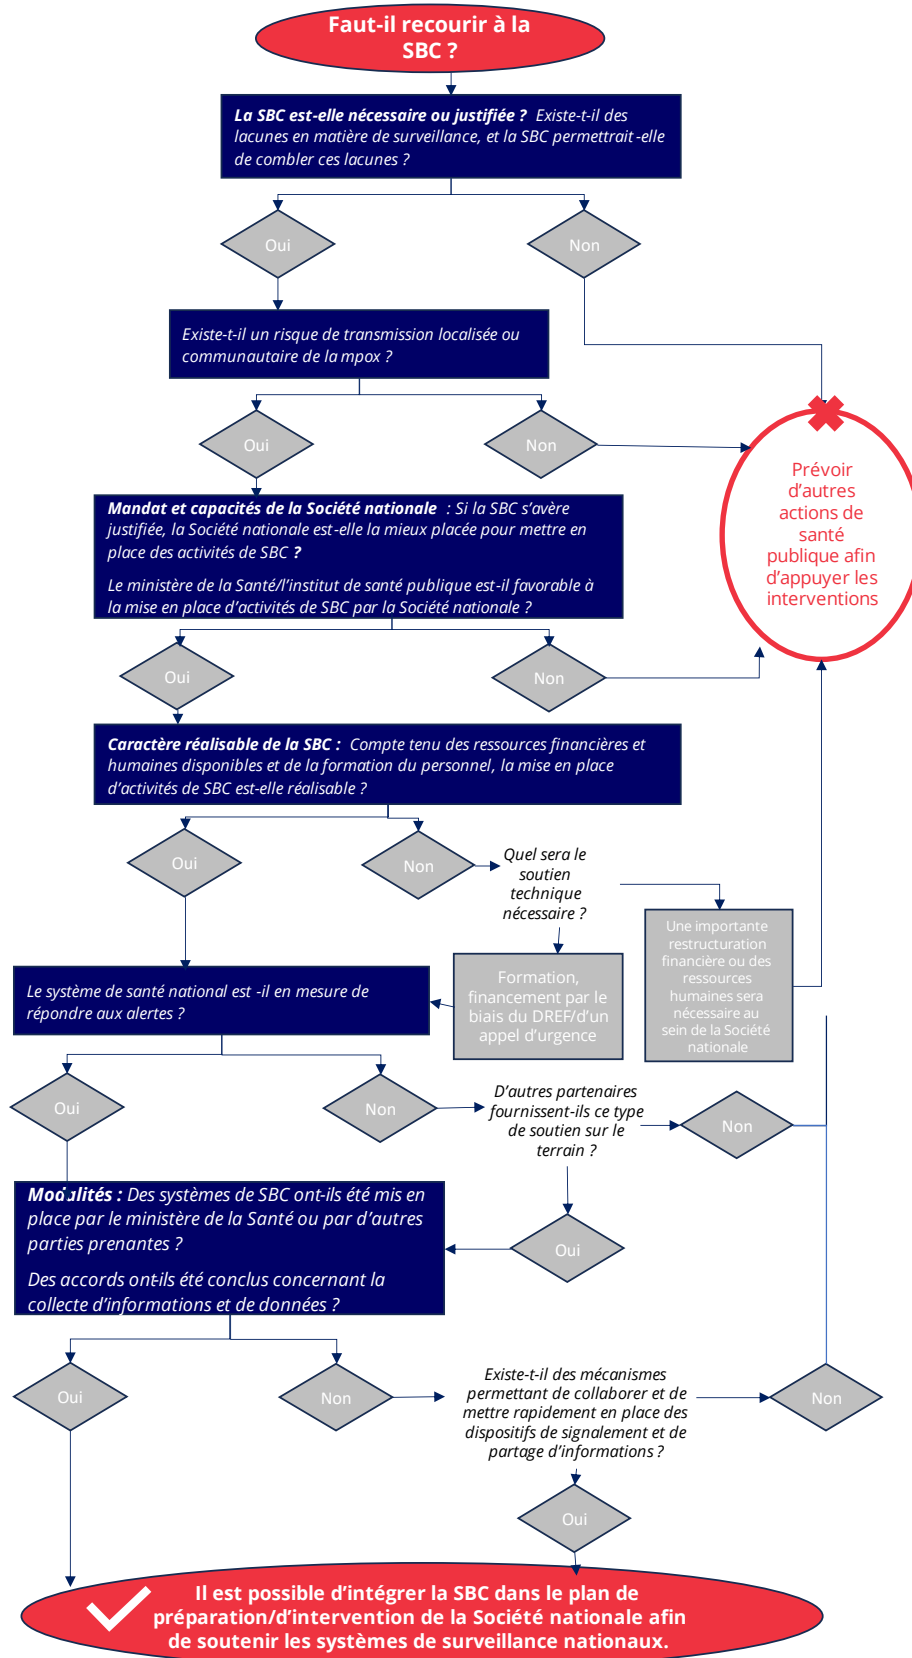 Faut-il recourir à la
SBC ?
La SBC est-elle nécessaire ou justifiée ? Existe-t-il des
lacunes en matière de surveillance, et la SBC permettrait-elle
de combler ces lacunes ?
Oui
Non
Existe-t-il un risque de transmission localisée ou
communautaire de la mpox ?
Oui
Non
Prévoir
d’autres
actions de
santé
publique afin
d’appuyer les
interventions
Mandat et capacités de la Société nationale : Si la SBC s’avère
justifiée, la Société nationale est-elle la mieux placée pour mettre en
place des activités de SBC ?
Le ministère de la Santé/l’institut de santé publique est-il favorable à
la mise en place d’activités de SBC par la Société nationale ?
Oui
Non
Caractère réalisable de la SBC : Compte tenu des ressources financières et
humaines disponibles et de la formation du personnel, la mise en place
d’activités de SBC est-elle réalisable ?
Oui
Non
Quel sera le
soutien
technique
nécessaire ?
Une importante
restructuration
financière ou des
ressources
humaines sera
nécessaire au
sein de la Société
nationale
Formation,
financement par le
biais du DREF/d’un
appel d’urgence
Le système de santé national est -il en mesure de
répondre aux alertes ?
Oui
Non
D’autres partenaires
fournissent-ils ce type
de soutien sur le
terrain ?
Non
Oui
Modalités : Des systèmes de SBC ont-ils été mis en
place par le ministère de la Santé ou par d’autres
parties prenantes ?
Des accords ont-ils été conclus concernant la
collecte d’informations et de données ?
Oui
Non
Existe-t-il des mécanismes
permettant de collaborer et de
mettre rapidement en place des
dispositifs de signalement et de
partage d’informations ?
Non
Oui
Il est possible d’intégrer la SBC dans le plan de
préparation/d’intervention de la Société nationale afin
de soutenir les systèmes de surveillance nationaux.